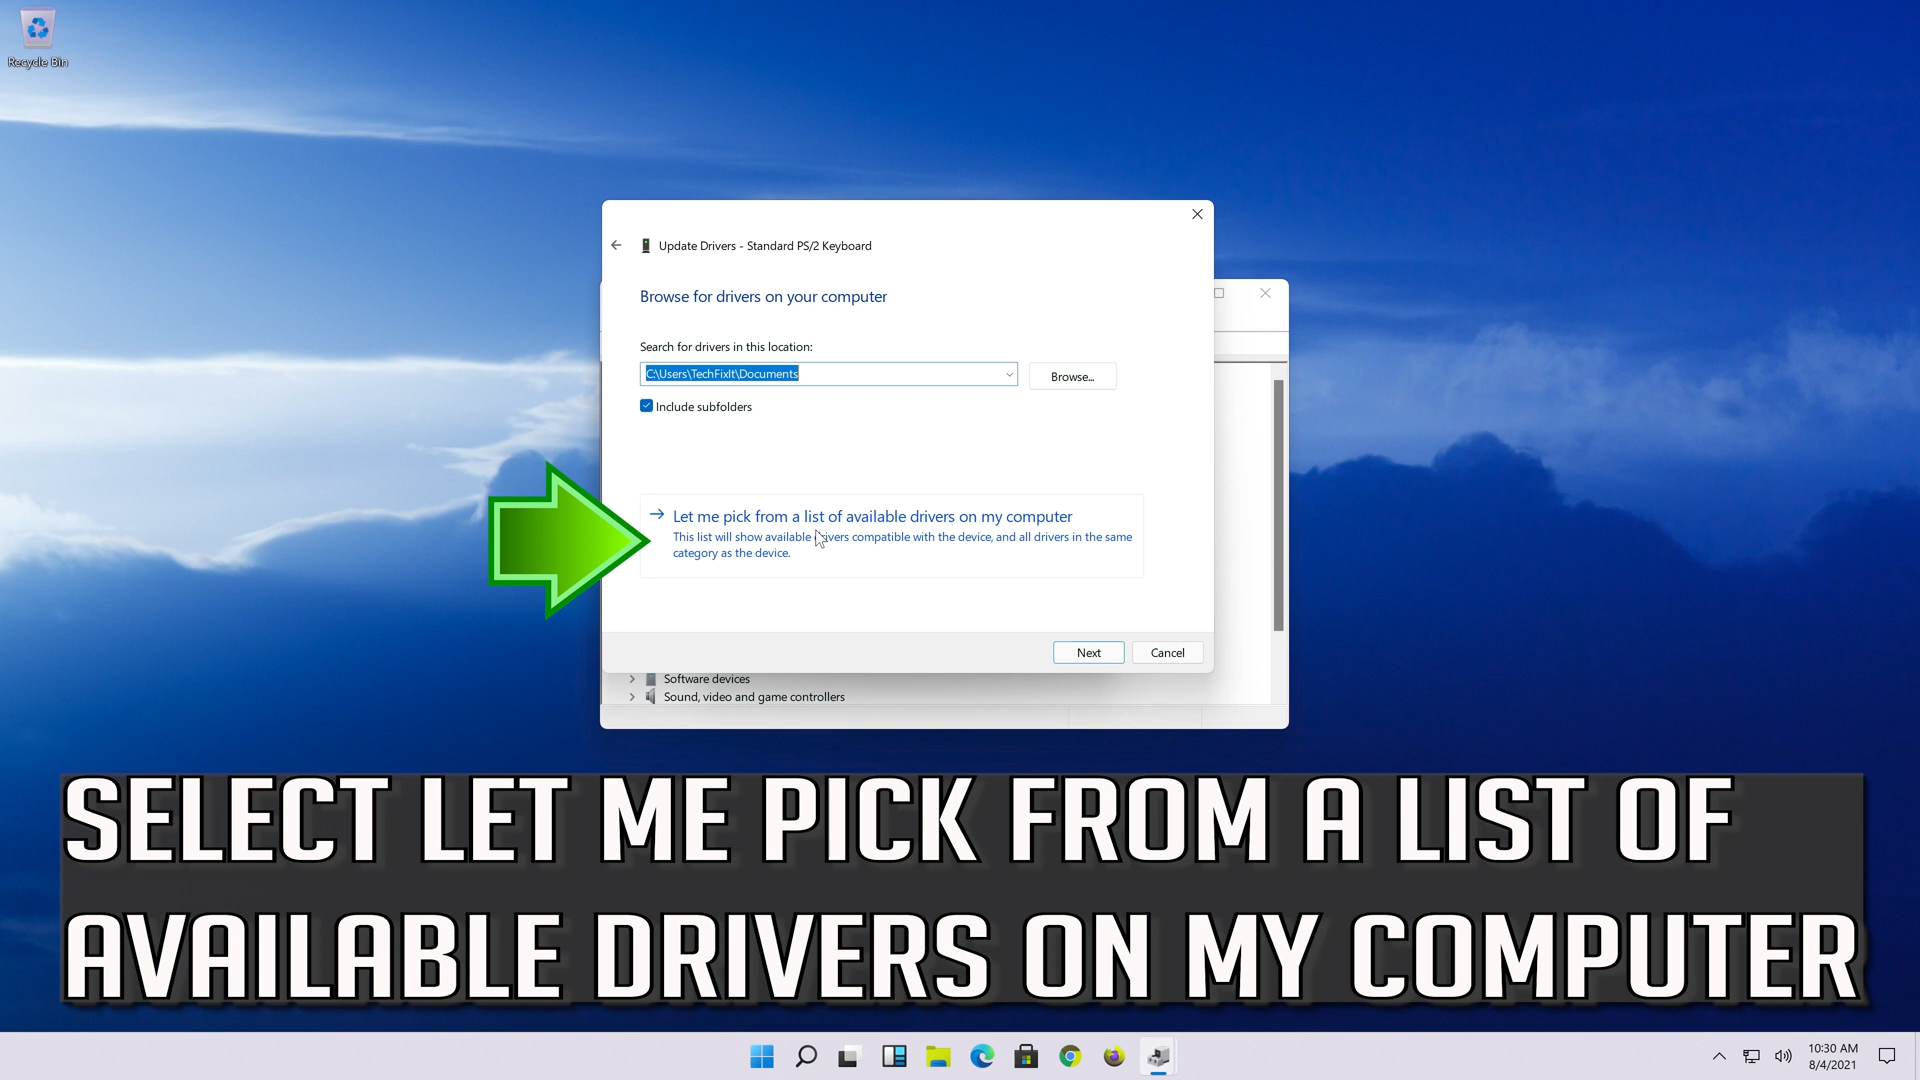 Recycle Bin
Update Drivers - Standard PS/2 Keyboard
Browse for drivers on your computer
Search for drivers in this location:
C:\Users\TechFixIt\Documents
Browse...
Include subfolders
Let me pick from a list of available drivers on my computer
This list will show available drivers compatible with the device, and all drivers in the same
category as the device.
Next
Cancel
Software devices
Sound, video and game controllers
SELECT LET ME PICK FROM A LIST OF
AVAILABLE DRIVERS ON MY COMPUTER
10:30 AM
8/4/2021